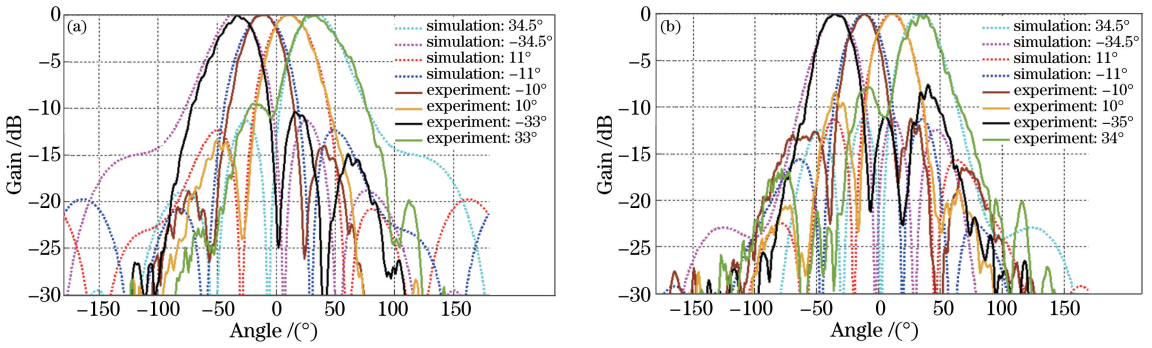 (a)
Gain /dB
0
−5
−10
−15
−20
−25
−30
−150
−100
−50
0
50
100
150
Angle /(°)
simulation: 34.5°
simulation: −34.5°
simulation: 11°
simulation: −11°
experiment: −10°
experiment: 10°
experiment: −33°
experiment: 33°
(b)
Gain /dB
0
−5
−10
−15
−20
−25
−30
−150
−100
−50
0
50
100
150
Angle /(°)
simulation: 34.5°
simulation: −34.5°
simulation: 11°
simulation: −11°
experiment: −10°
experiment: 10°
experiment: −35°
experiment: 34°